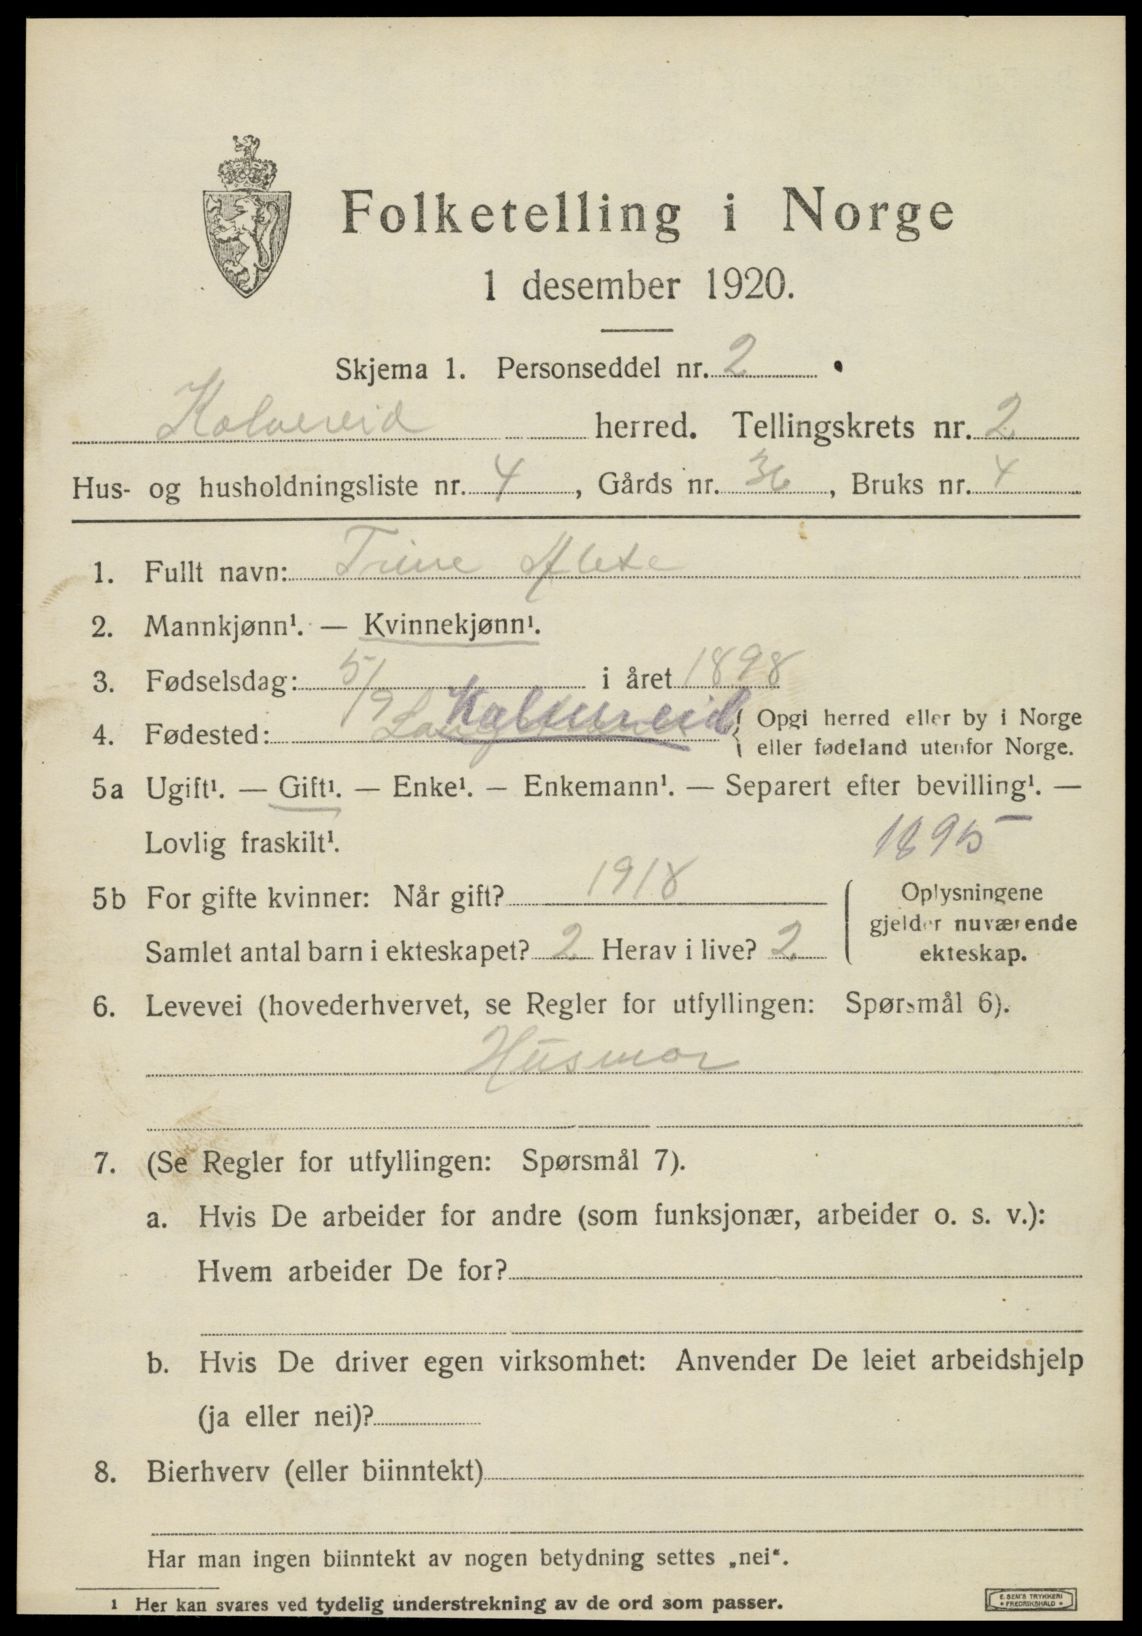 Folketelling i Norge
1 desember 1920.
Skjema 1. Personseddel nr. 2
Kolvereid herred. Tellingskrets nr. 2
Hus- og husholdningsliste nr. 4, Gårds nr. 36, Bruks nr. 4
1. Fullt navn: Trine
2. Mannkjønn¹. — Kvinnekjønn¹.
3. Fødselsdag: 5/9 i året 1898
4. Fødested: Kolvereid { Opgi herred eller by i Norge
eller fødeland utenfor Norge.
5a Ugift¹. — Gift¹. — Enke¹. — Enkemann¹. — Separert efter bevilling¹. —
Lovlig fraskilt¹.
1895
5b For gifte kvinner: Når gift? 1918
Samlet antal barn i ekteskapet? 2 Herav i live? 2
Oplysningene
gjelder nuværende
ekteskap.
6. Levevei (hovederhvervet, se Regler for utfyllingen: Spørsmål 6).
Husmor
7. (Se Regler for utfyllingen: Spørsmål 7).
a. Hvis De arbeider for andre (som funksjonær, arbeider o. s. v.):
Hvem arbeider De for?
b. Hvis De driver egen virksomhet: Anvender De leiet arbeidshjelp
(ja eller nei)?
8. Bierhverv (eller biinntekt)
Har man ingen biinntekt av nogen betydning settes „nei".
1 Her kan svares ved tydelig understrekning av de ord som passer.
E. SEM'S TRYKKERI
FREDRIKSHALD